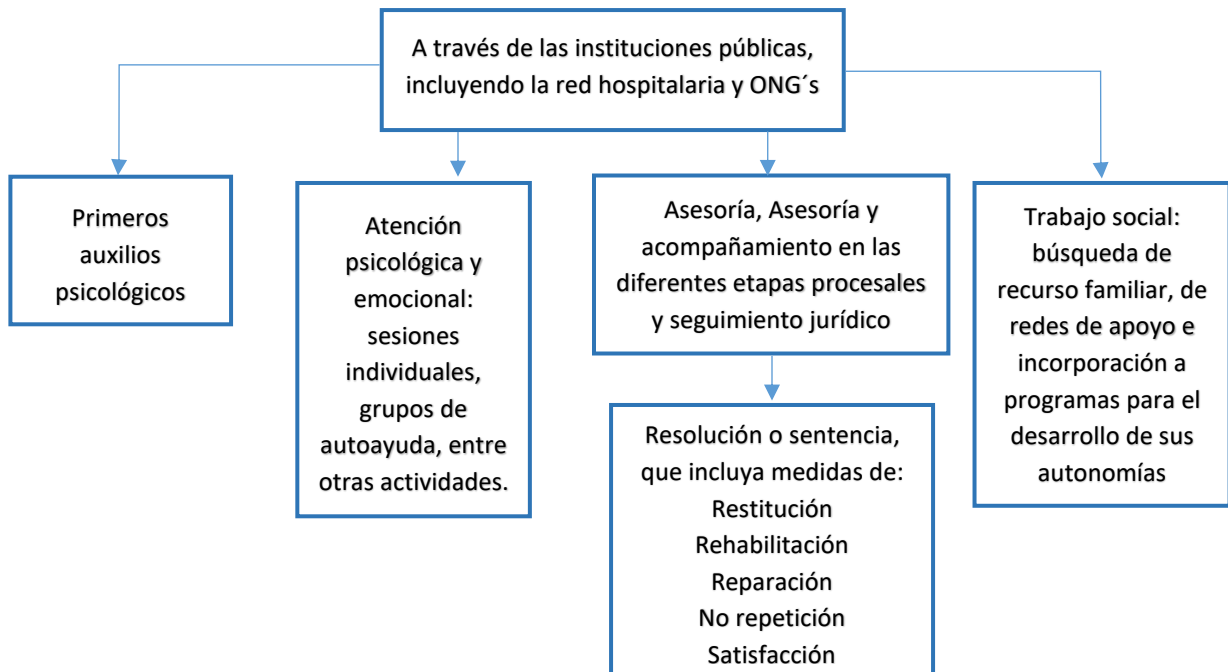 A través de las instituciones públicas,
incluyendo la red hospitalaria y ONG´s
Primeros
auxilios
psicológicos
Atención
psicológica y
emocional:
sesiones
individuales,
grupos de
autoayuda, entre
otras actividades.
Asesoría, Asesoría y
acompañamiento en las
diferentes etapas procesales
y seguimiento jurídico
Resolución o sentencia,
que incluya medidas de:
Restitución
Rehabilitación
Reparación
No repetición
Satisfacción
Trabajo social:
búsqueda de
recurso familiar, de
redes de apoyo e
incorporación a
programas para el
desarrollo de sus
autonomías